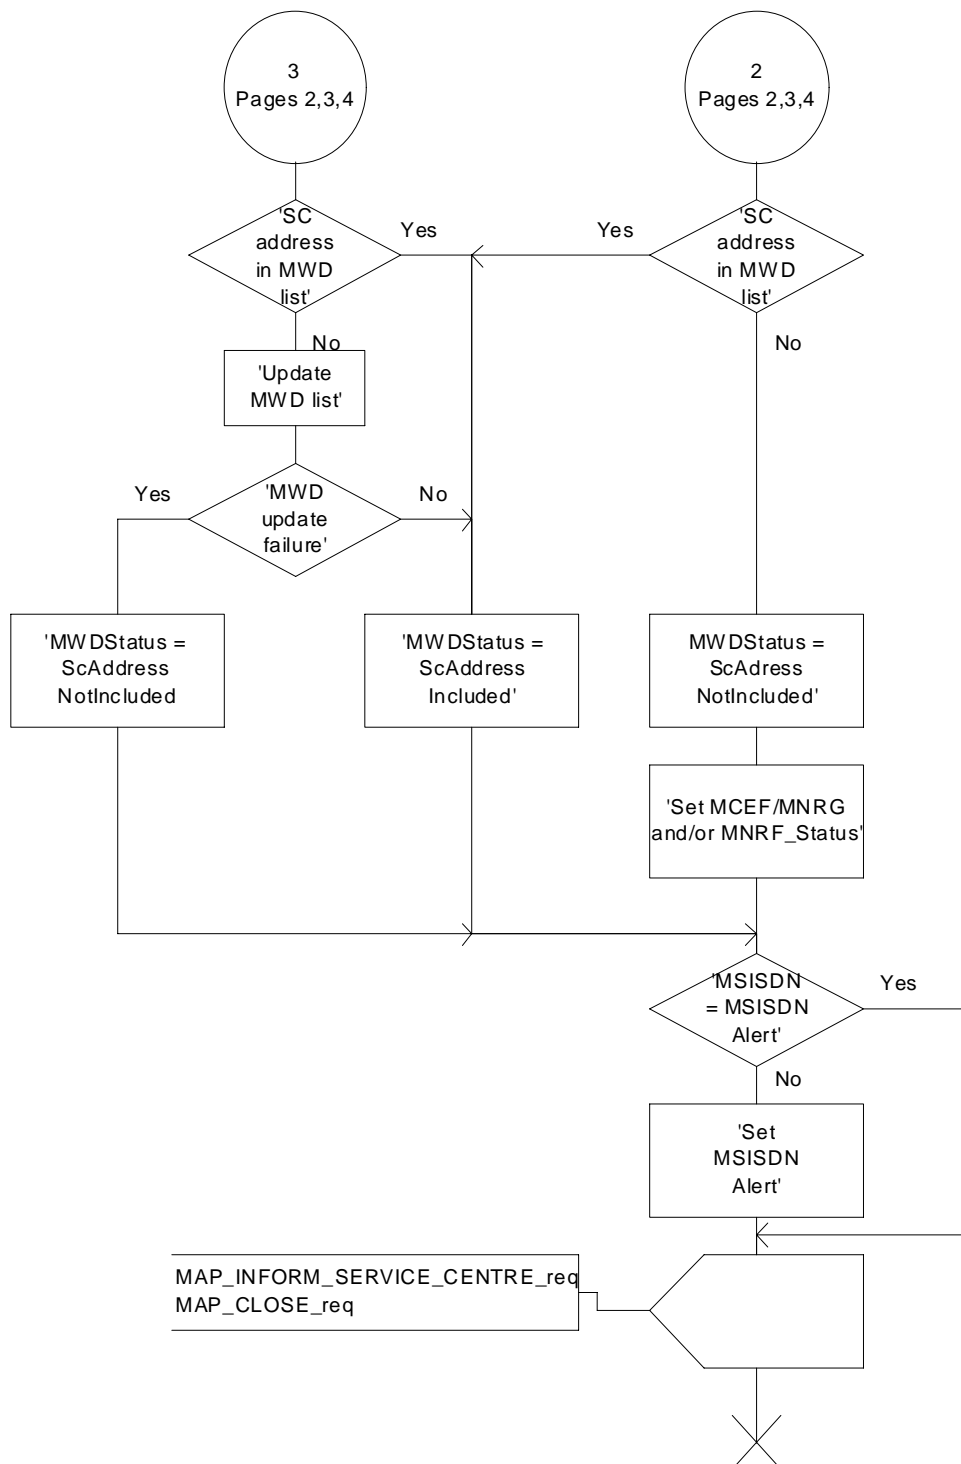 3
Pages 2,3,4
2
Pages 2,3,4
'SC
address
in MWD
list'
Yes
Yes
'SC
address
in MWD
list'
No
No
'Update
MWD list'
Yes
'MWD
update
failure'
No
'MWDStatus =
ScAddress
NotIncluded
'MWDStatus =
ScAddress
Included'
MWDStatus =
ScAdress
NotIncluded'
'Set MCEF/MNRG
and/or MNRF_Status'
'MSISDN
= MSISDN
Alert'
Yes
No
'Set
MSISDN
Alert'
MAP_INFORM_SERVICE_CENTRE_req
MAP_CLOSE_req